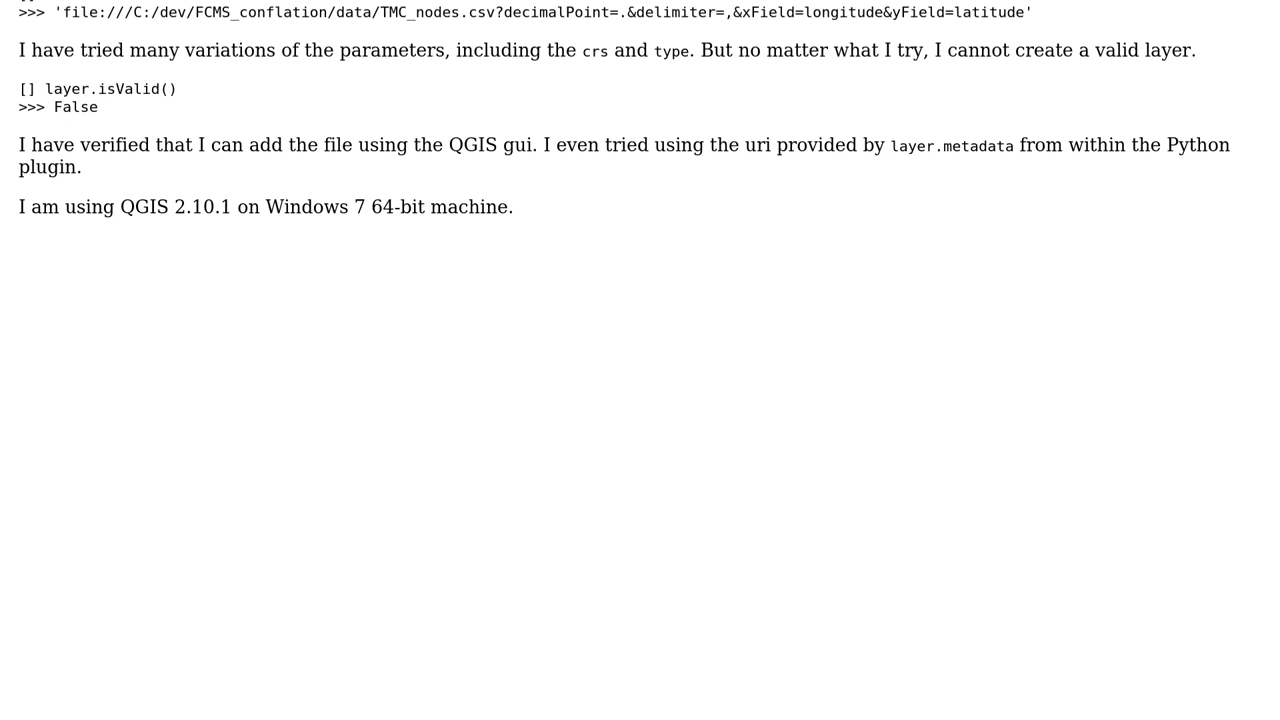 >>> 'file:///C:/dev/FCMS_conflation/data/TMC_nodes.csv?decimalPoint=.&delimiter=,&xField=longitude&yField=latitude'
I have tried many variations of the parameters, including the crs and type. But no matter what I try, I cannot create a valid layer.
[] layer.isValid()
>>> False
I have verified that I can add the file using the QGIS gui. I even tried using the uri provided by layer.metadata from within the Python
plugin.
I am using QGIS 2.10.1 on Windows 7 64-bit machine.